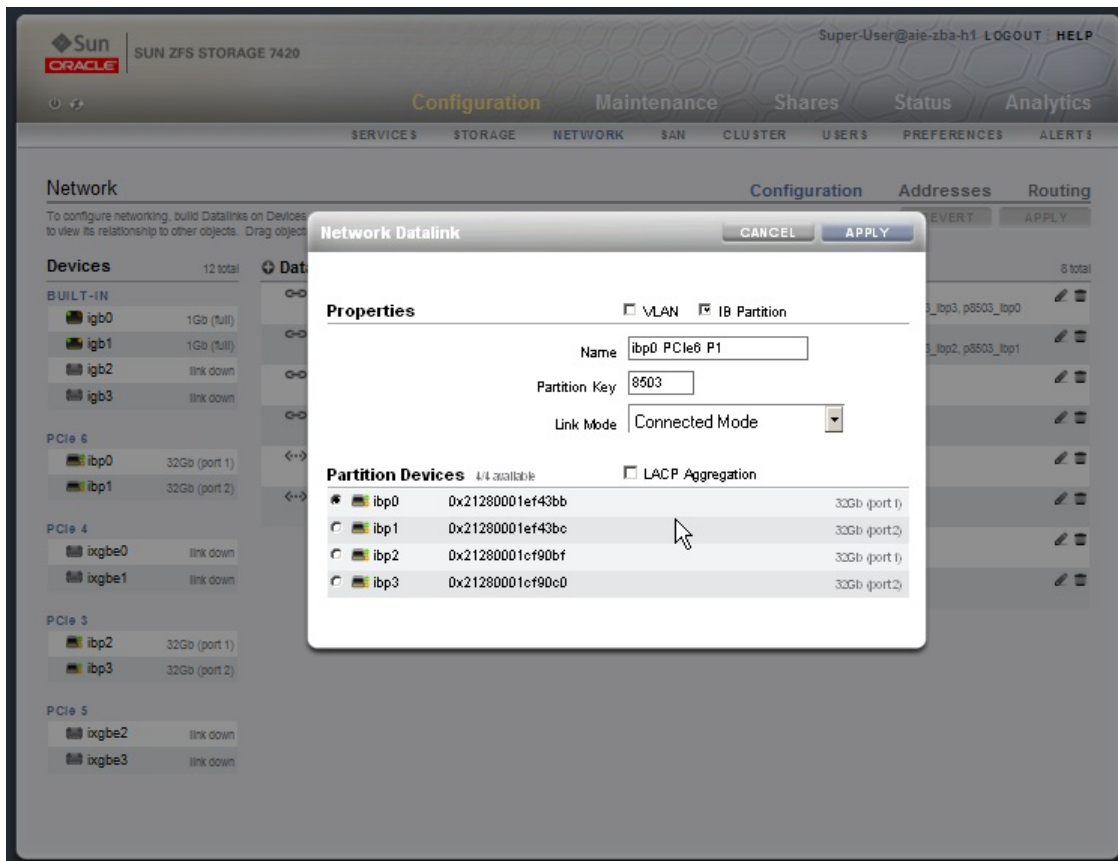 Sun
ORACLE
SUN ZFS STORAGE 7420
Super-User@aie-zba-h1 LOGOUT HELP
Configuration Maintenance Shares Status Analytics
SERVICES STORAGE NETWORK SAN CLUSTER USERS PREFERENCES ALERTS
Network
Configuration Addresses Routing
To configure networking, build Datalinks on Devices
to view its relationship to other objects. Drag object
EVERT APPLY
Network Datalink CANCEL APPLY
Devices 12 total
Dat
8 total
BUILT-IN
igb0 1Gb (full)
igb1 1Gb (full)
igb2 link down
igb3 link down
PCIe 6
ibp0 32Gb (port 1)
ibp1 32Gb (port 2)
PCIe 4
ixgbe0 link down
ixgbe1 link down
PCIe 3
ibp2 32Gb (port 1)
ibp3 32Gb (port 2)
PCIe 5
ixgbe2 link down
ixgbe3 link down
Properties VLAN IB Partition
Name ibp0 PCIe6 P1
Partition Key 8503
Link Mode Connected Mode
Partition Devices 4/4 available LACP Aggregation
ibp0 0x21280001ef43bb 32Gb (port 1)
ibp1 0x21280001ef43bc 32Gb (port 2)
ibp2 0x21280001cf90bf 32Gb (port 1)
ibp3 0x21280001cf90c0 32Gb (port 2)
3_ibp3, p8503_ibp0
3_ibp2, p8503_ibp1